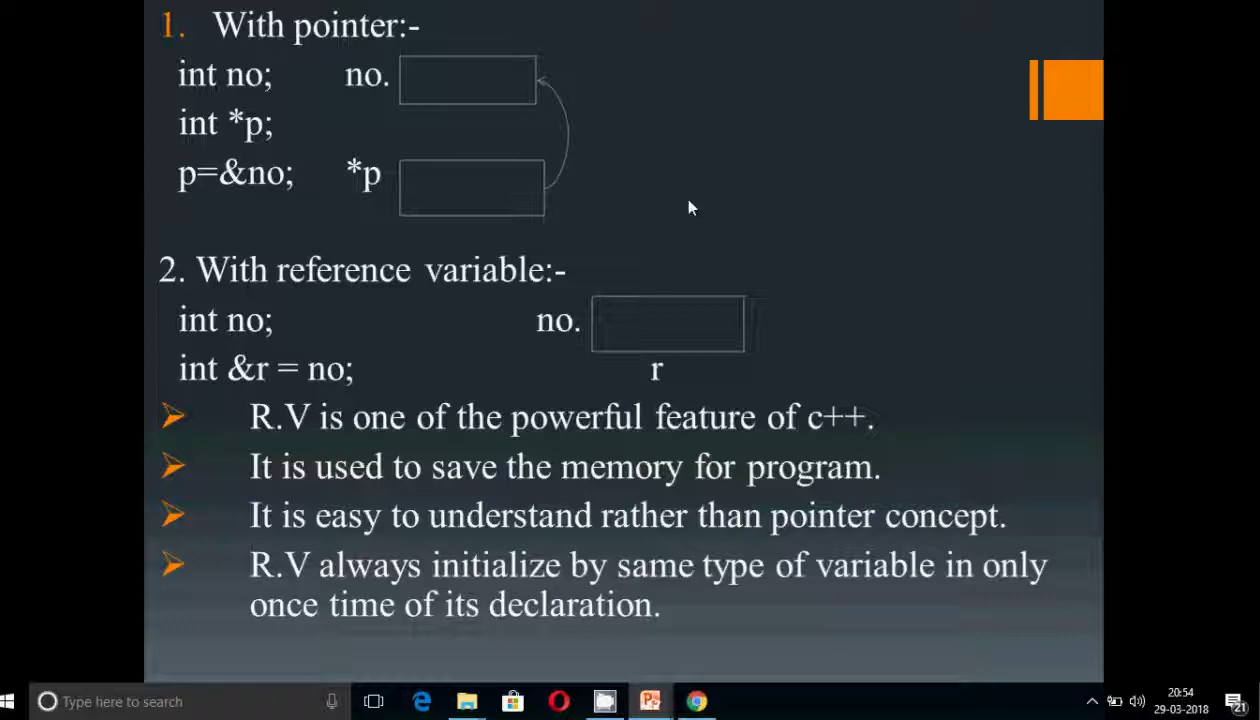 1. With pointer:-
int no; no.
int *p;
p=&no; *p
2. With reference variable:-
int no; no.
int &r = no; r
R.V is one of the powerful feature of c++.
It is used to save the memory for program.
It is easy to understand rather than pointer concept.
R.V always initialize by same type of variable in only
once time of its declaration.
Type here to search
20:54
29-03-2018
21